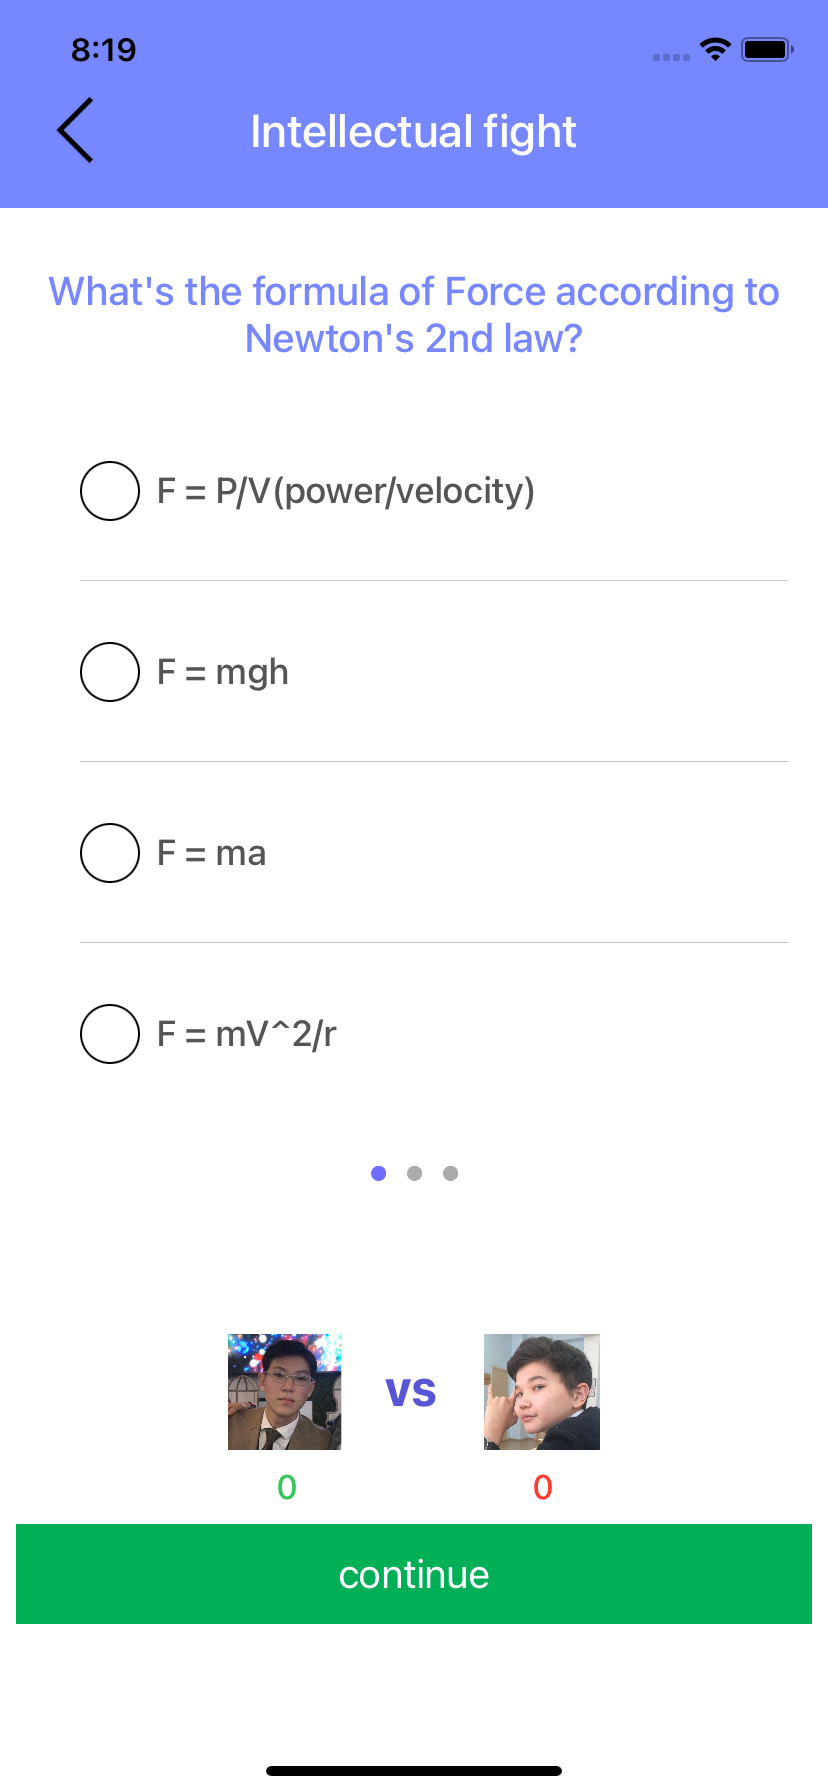 8:19
Intellectual fight
What's the formula of Force according to
Newton's 2nd law?
F = P/V(power/velocity)
F = mgh
F = ma
F = mV^2/r
vs
0 0
continue